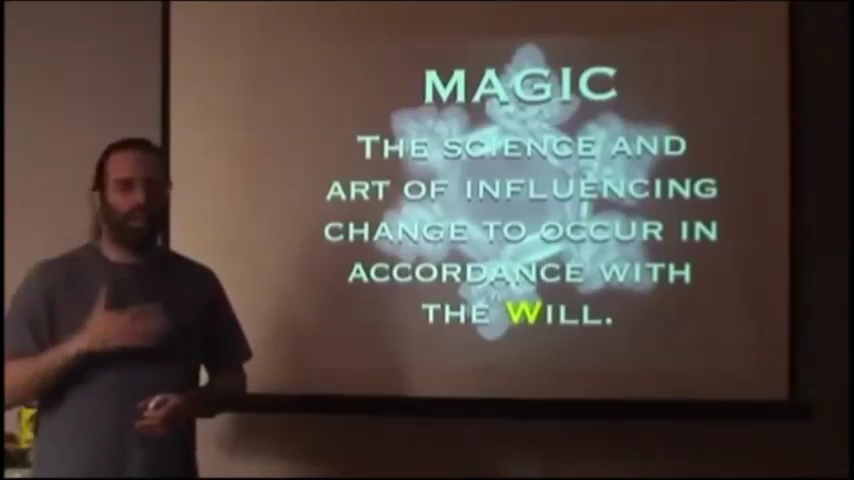 MAGIC
THE SCIENCE AND
ART OF INFLUENCING
CHANGE TO OCCUR IN
ACCORDANCE WITH
THE WILL.